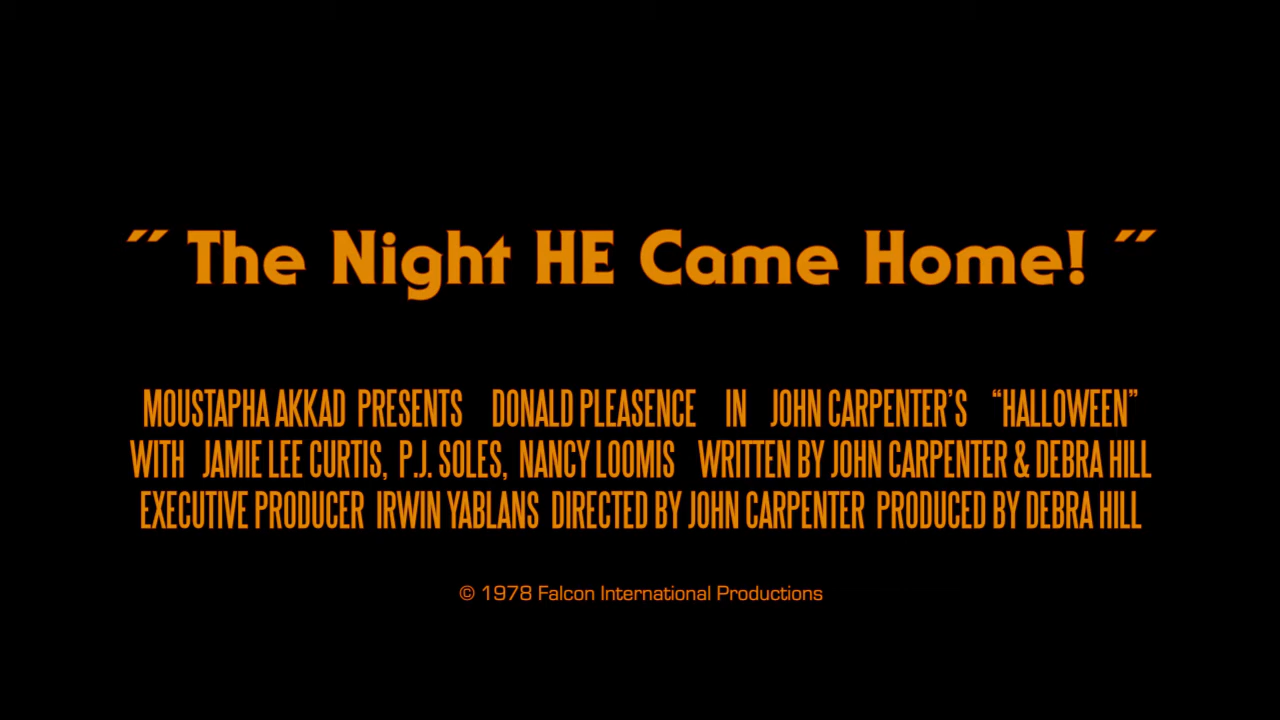 " The Night HE Came Home! "
MOUSTAPHA AKKAD PRESENTS DONALD PLEASENCE IN JOHN CARPENTER'S “HALLOWEEN”
WITH JAMIE LEE CURTIS, P.J. SOLES, NANCY LOOMIS WRITTEN BY JOHN CARPENTER & DEBRA HILL
EXECUTIVE PRODUCER IRWIN YABLANS DIRECTED BY JOHN CARPENTER PRODUCED BY DEBRA HILL
© 1978 Falcon International Productions